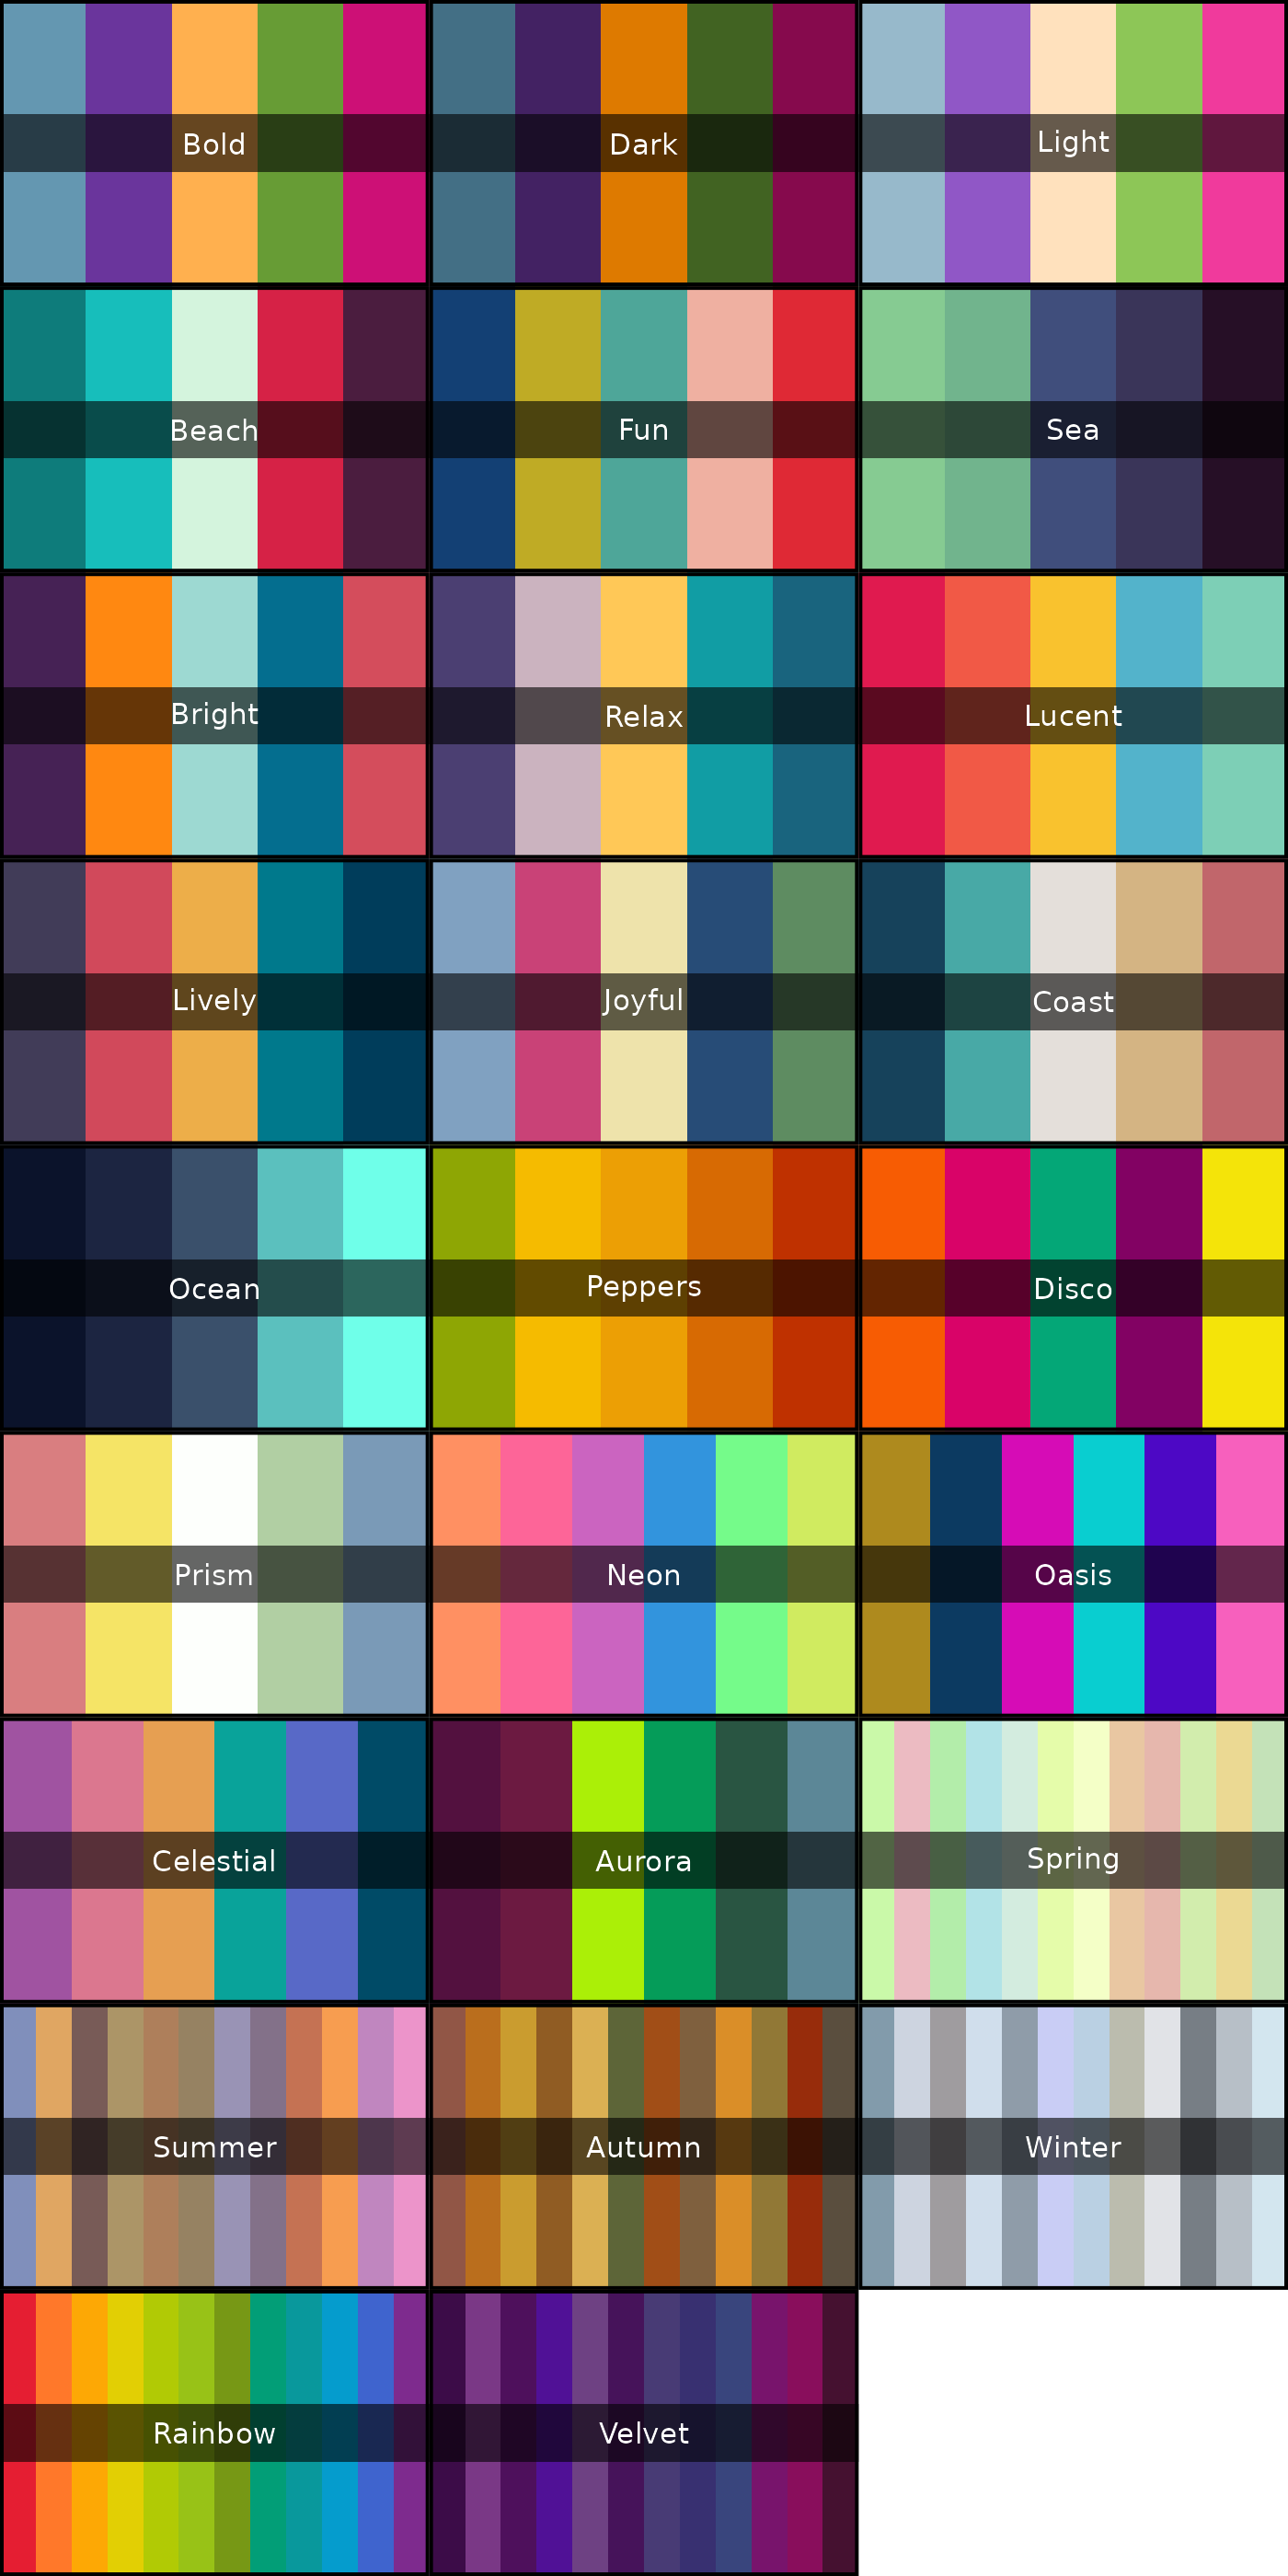 Bold
Dark
Light
Beach
Fun
Sea
Bright
Relax
Lucent
Lively
Joyful
Coast
Ocean
Peppers
Disco
Prism
Neon
Oasis
Celestial
Aurora
Spring
Summer
Autumn
Winter
Rainbow
Velvet